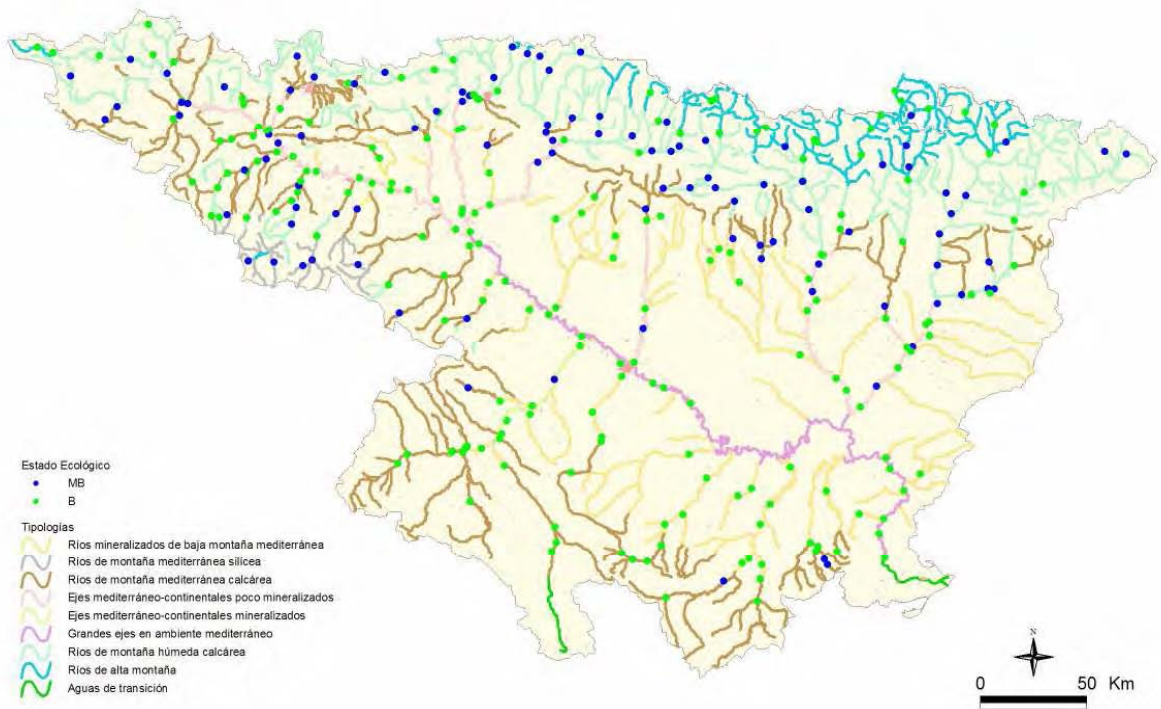 Estado Ecológico
MB
B
Tipologías
Ríos mineralizados de baja montaña mediterránea
Ríos de montaña mediterránea silícea
Ríos de montaña mediterránea calcárea
Ejes mediterráneo-continentales poco mineralizados
Ejes mediterráneo-continentales mineralizados
Grandes ejes en ambiente mediterráneo
Ríos de montaña húmeda calcárea
Ríos de alta montaña
Aguas de transición
N
0 50 Km